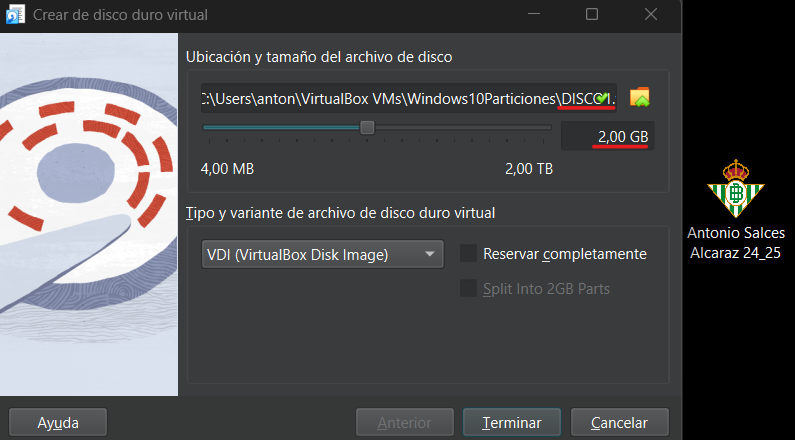 Crear de disco duro virtual
Ubicación y tamaño del archivo de disco
C:\Users\anton\VirtualBox VMs\Windows10Particiones\DISCO1.
2,00 GB
4,00 MB
2,00 TB
Tipo y variante de archivo de disco duro virtual
VDI (VirtualBox Disk Image)
Reservar completamente
Split Into 2GB Parts
Ayuda
Anterior
Terminar
Cancelar
Antonio Salces
Alcaraz 24_25